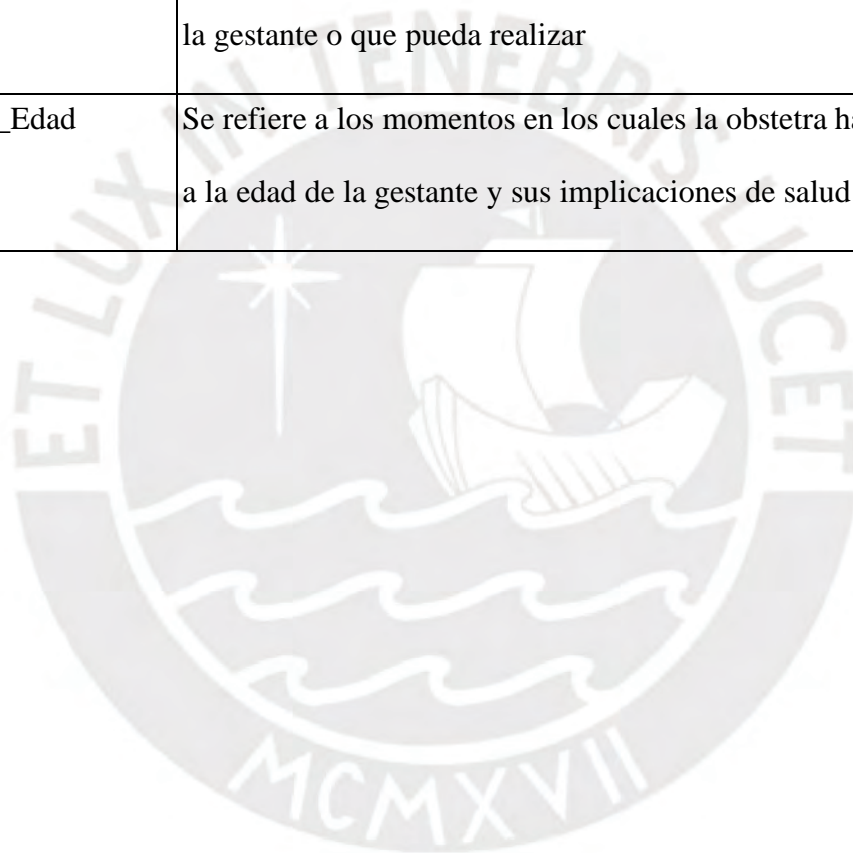 la gestante o que pueda realizar
_Edad Se refiere a los momentos en los cuales la obstetra
a la edad de la gestante y sus implicaciones de salud
ET LUX IN TENEBRIS LUCET
MCMXVII